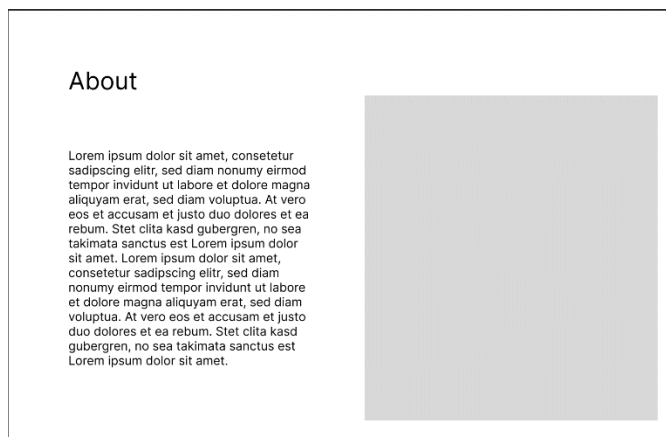 About
Lorem ipsum dolor sit amet, consetetur
sadipscing elitr, sed diam nonumy eirmod
tempor invidunt ut labore et dolore magna
aliquyam erat, sed diam voluptua. At vero
eos et accusam et justo duo dolores et ea
rebum. Stet clita kasd gubergren, no sea
takimata sanctus est Lorem ipsum dolor
sit amet. Lorem ipsum dolor sit amet,
consetetur sadipscing elitr, sed diam
nonumy eirmod tempor invidunt ut labore
et dolore magna aliquyam erat, sed diam
voluptua. At vero eos et accusam et justo
duo dolores et ea rebum. Stet clita kasd
gubergren, no sea takimata sanctus est
Lorem ipsum dolor sit amet.